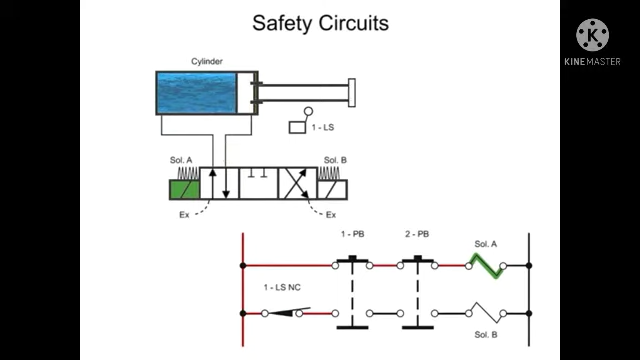 Safety Circuits
K
KINEMASTER
Cylinder
1 - LS
Sol. A
Sol. B
Ex
Ex
1 - PB
2 - PB
Sol. A
1 - LS NC
Sol. B